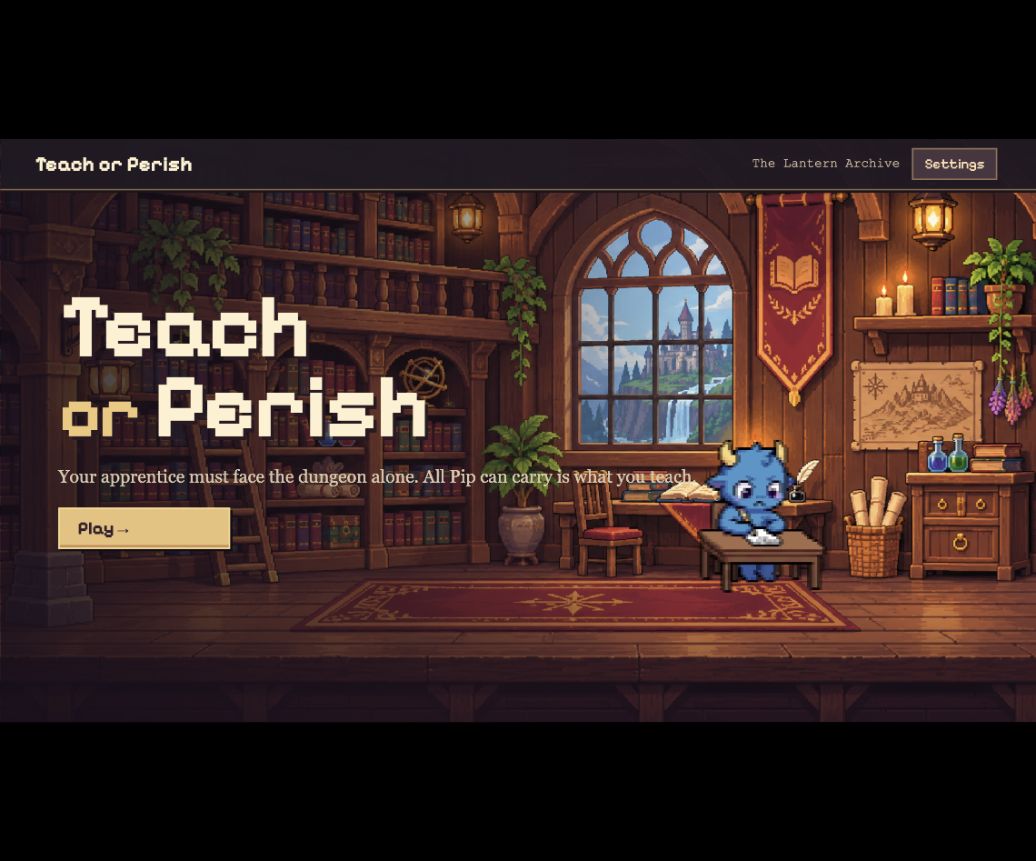 Teach or Perish
The Lantern Archive
Settings
Teach
or Perish
Your apprentice must face the dungeon alone. All Pip can carry is what you teach.
Play→